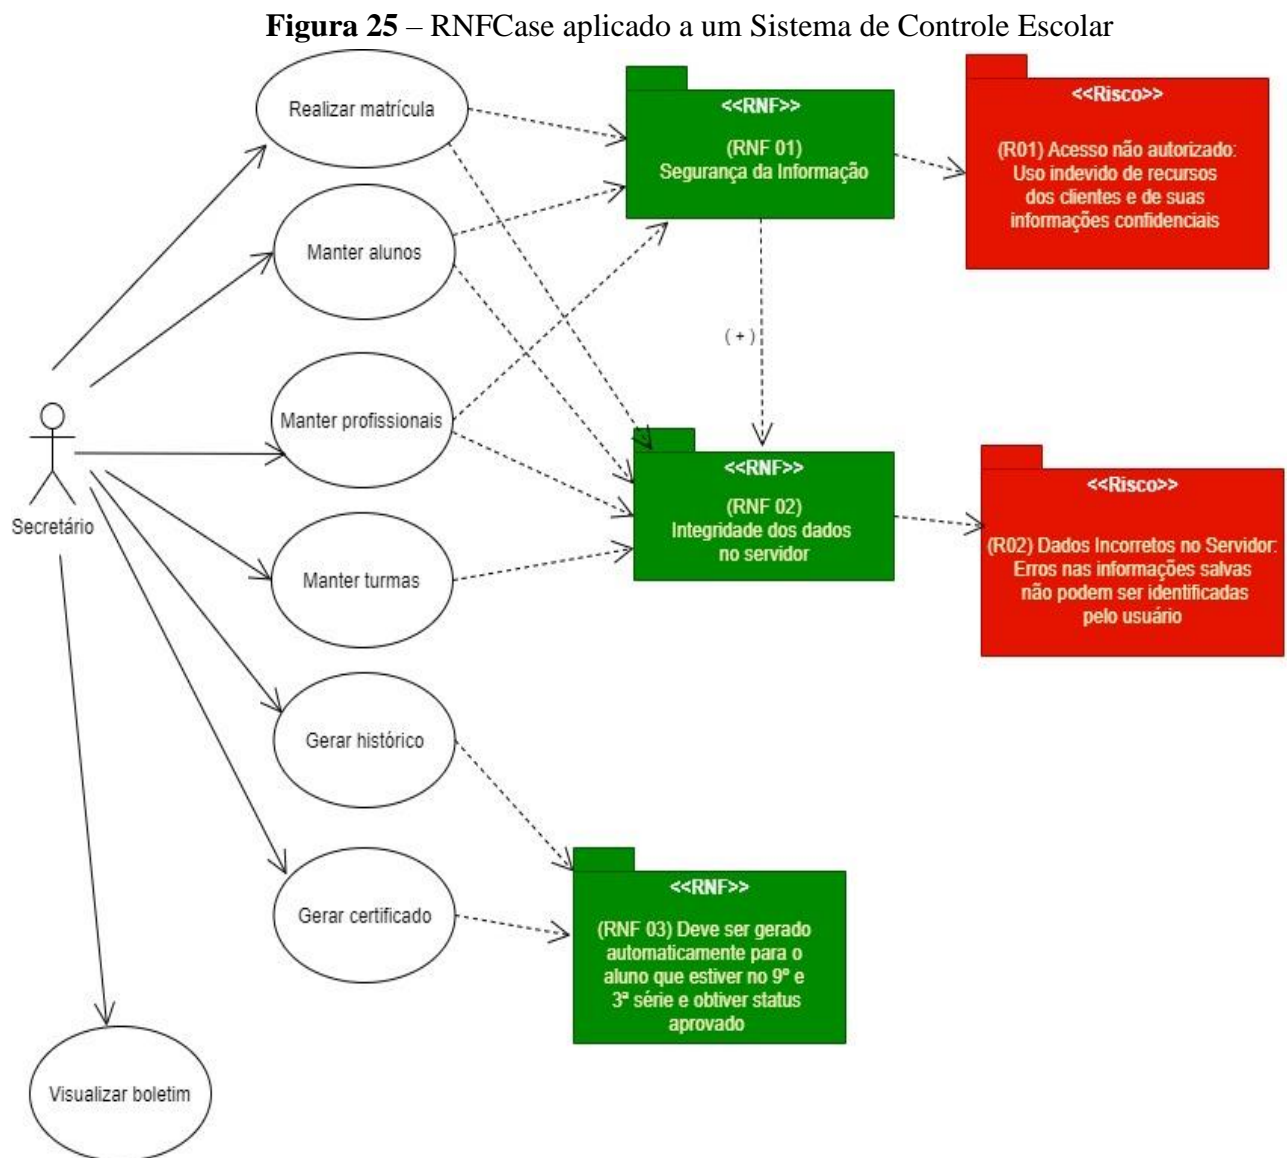 Figura 25 – RNFCase aplicado a um Sistema de Controle Escolar
Realizar matrícula
<<RNF>>
(RNF 01)
Segurança da Informação
<<Risco>>
(R01) Acesso não autorizado:
Uso indevido de recursos
dos clientes e de suas
informações confidenciais
Manter alunos
( + )
Manter profissionais
Secretário
<<RNF>>
(RNF 02)
Integridade dos dados
no servidor
<<Risco>>
(R02) Dados Incorretos no Servidor:
Erros nas informações salvas
não podem ser identificadas
pelo usuário
Manter turmas
Gerar histórico
Gerar certificado
<<RNF>>
(RNF 03) Deve ser gerado
automaticamente para o
aluno que estiver no 9º e
3ª série e obtiver status
aprovado
Visualizar boletim